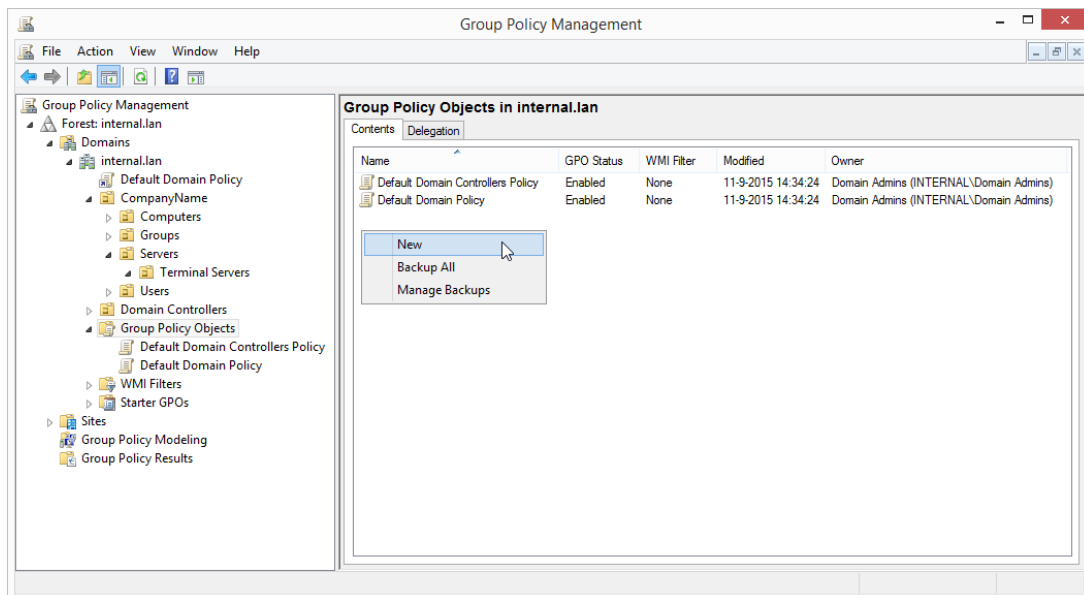 Group Policy Management
File Action View Window Help
Group Policy Management
Forest: internal.lan
Domains
internal.lan
Default Domain Policy
CompanyName
Computers
Groups
Servers
Terminal Servers
Users
Domain Controllers
Group Policy Objects
Default Domain Controllers Policy
Default Domain Policy
WMI Filters
Starter GPOs
Sites
Group Policy Modeling
Group Policy Results
Group Policy Objects in internal.lan
Contents Delegation
Name GPO Status WMI Filter Modified Owner
Default Domain Controllers Policy Enabled None 11-9-2015 14:34:24 Domain Admins (INTERNAL\Domain Admins)
Default Domain Policy Enabled None 11-9-2015 14:34:24 Domain Admins (INTERNAL\Domain Admins)
New
Backup All
Manage Backups